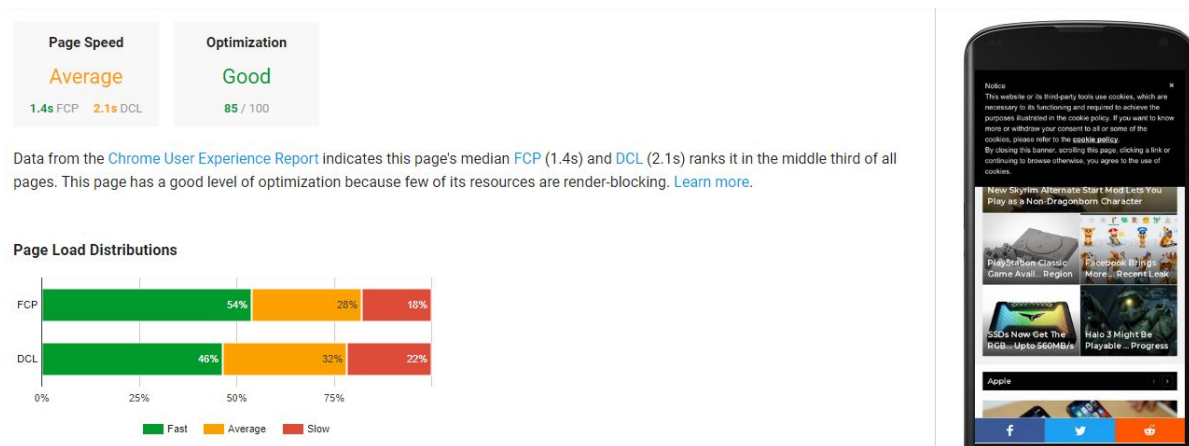 Page Speed
Average
1.4s FCP 2.1s DCL
Optimization
Good
85 / 100
Data from the Chrome User Experience Report indicates this page's median FCP (1.4s) and DCL (2.1s) ranks it in the middle third of all
pages. This page has a good level of optimization because few of its resources are render-blocking. Learn more.
Page Load Distributions
FCP
54%
28%
18%
DCL
46%
32%
22%
0%
25%
50%
75%
Fast
Average
Slow
Notice
×
This website or its third-party tools use cookies, which are
necessary to its functioning and required to achieve the
purposes illustrated in the cookie policy. If you want to know
more or withdraw your consent to all or some of the
cookies, please refer to the cookie policy.
By closing this banner, scrolling this page, clicking a link or
continuing to browse otherwise, you agree to the use of
cookies.
New Skyrim Alternate Start Mod Lets You
Play as a Non-Dragonborn Character
PlayStation Classic
Game Avail... Region
Facebook Brings
More ... Recent Leak
SSDs Now Get The
RGB... Upto 560MB/s
Halo 3 Might Be
Playable ... Progress
Apple